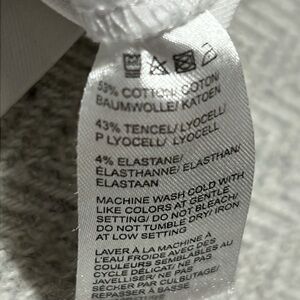 53% COTTON/ COTON/
BAUMWOLLE/ KATOEN
43% TENCEL/ LYOCELL/
P LYOCELL/ LYOCELL
4% ELASTANE/
ÉLASTHANNE/ ELASTHAN/
ELASTAAN
MACHINE WASH COLD WITH
LIKE COLORS AT GENTLE
SETTING/ DO NOT BLEACH/
DO NOT TUMBLE DRY/ IRON
AT LOW SETTING
LAVER À LA MACHINE À
L'EAU FROIDE AVEC DES
COULEURS SEMBLABLES AU
CYCLE DÉLICAT/ NE PAS
JAVELLISER/ NE PAS
SÉCHER PAR CULBUTAGE/
REPASSER À BASSE